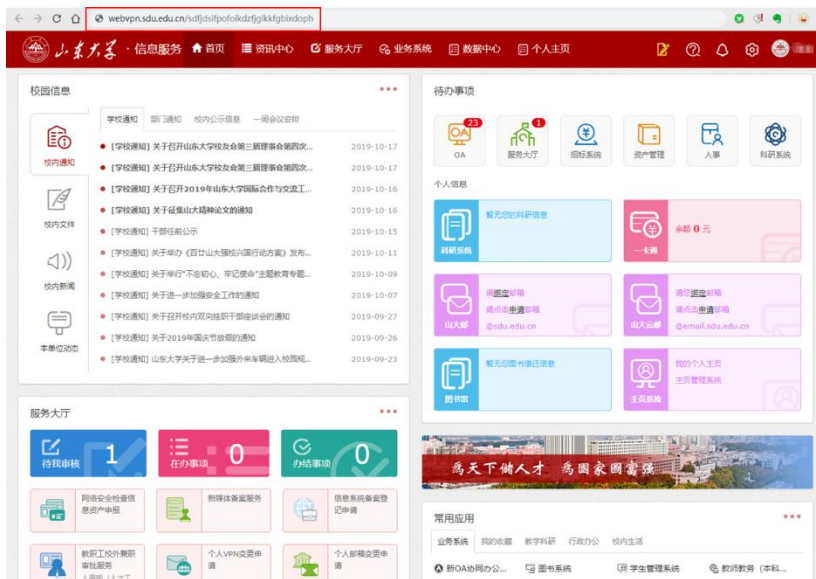 webvpn.sdu.edu.cn/sdfjdsifpofoikdzfjglkkfgbixdoph
山东大学 · 信息服务 首页 资讯中心 服务大厅 业务系统 数据中心 个人主页
校园信息
学校通知 部门通知 校内公示信息 一周会议安排
校内通知
校内文件
校内新闻
本单位动态
[学校通知] 关于召开山东大学校友会第三届理事会第四次... 2019-10-17
[学校通知] 关于召开山东大学校友会第三届理事会第四次... 2019-10-17
[学校通知] 关于召开2019年山东大学国际合作与交流工... 2019-10-16
[学校通知] 关于征集山大精神论文的通知 2019-10-16
[学校通知] 干部任前公示 2019-10-15
[学校通知] 关于举办《百廿山大强校兴国行动方案》发布... 2019-10-11
[学校通知] 关于举行"不忘初心、牢记使命"主题教育专题... 2019-10-09
[学校通知] 关于进一步加强安全工作的通知 2019-10-07
[学校通知] 关于召开校内双向挂职干部座谈会的通知 2019-09-27
[学校通知] 关于2019年国庆节放假的通知 2019-09-26
[学校通知] 山东大学关于进一步加强外来车辆进入校园规... 2019-09-23
待办事项
OA 23
服务大厅 1
招标系统
资产管理
人事
科研系统
个人信息
科研系统
暂无您的科研信息
一卡通
余额 0 元
山大邮
请绑定邮箱
请点击申请邮箱
@sdu.edu.cn
山大云邮
请您绑定邮箱
请点击申请邮箱
@email.sdu.edu.cn
图书馆
暂无您图书借还信息
主页系统
我的个人主页
主页管理系统
服务大厅
待我审核 1
在办事项 0
办结事项 0
网络安全检查信
息资产申报
新媒体备案服务
信息系统备案登
记申请
教职工校外兼职
审批服务
个人VPN变更申
请
个人邮箱变更申
请
为天下储人才 为国家图富强
常用应用
业务系统 我的收藏 教学科研 行政办公 校内生活
新OA协同办公... 图书系统 学生管理系统 教师教务（本科...